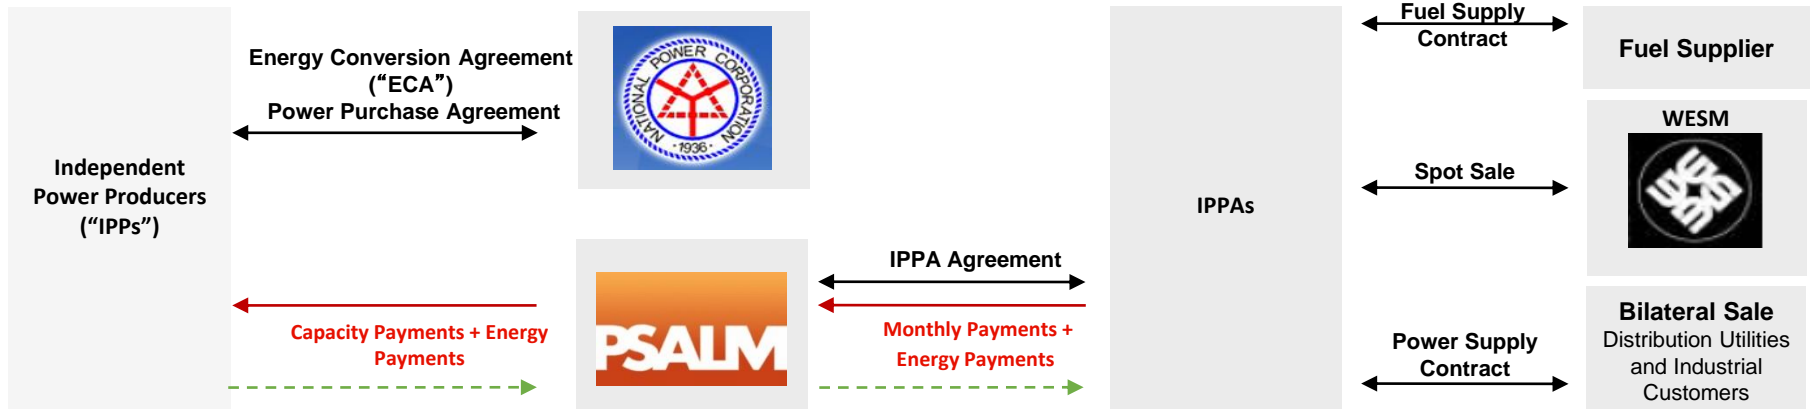 Independent
Power Producers
(“IPPs”)
Energy Conversion Agreement
(“ECA”)
Power Purchase Agreement
NATIONAL POWER CORPORATION
· 1936 ·
Capacity Payments + Energy
Payments
PSALM
IPPA Agreement
Monthly Payments +
Energy Payments
IPPAs
Fuel Supply
Contract
Spot Sale
Power Supply
Contract
Fuel Supplier
WESM
Bilateral Sale
Distribution Utilities
and Industrial
Customers